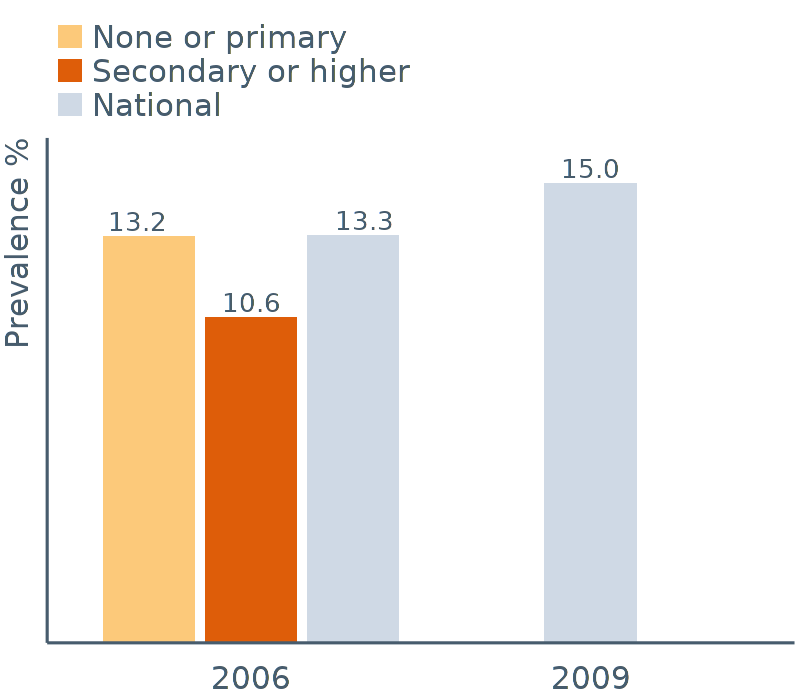 None or primary
Secondary or higher
National
Prevalence %
13.2
10.6
13.3
15.0
2006
2009